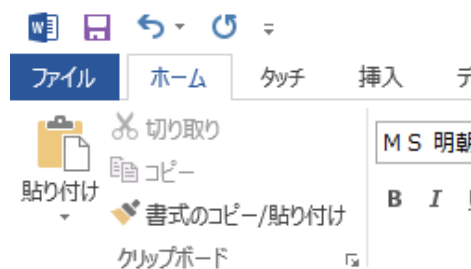 ファイル ホーム タッチ 挿入
切り取り
コピー
貼り付け
書式のコピー/貼り付け
クリップボード
ＭＳ 明朝
B I